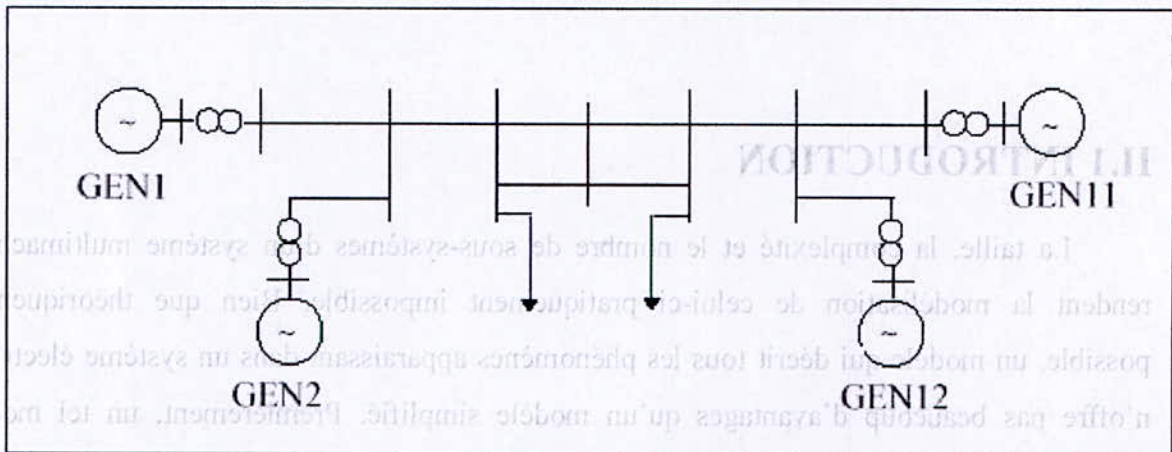 ~
~
GEN1
II.1 INTRODUCTION
GEN11
La taille, la complexité et le nombre de sous-systèmes d'un système multimach
rendent la modélisation de celui-ci pratiquement impossible. Bien que théoriquem
~
~
possible, un modèle qui décrit tous les phénomènes apparaissant dans un système élect
GEN2
GEN12
n'offre pas beaucoup d'avantages qu'un modèle simplifié. Premièrement, un tel mo